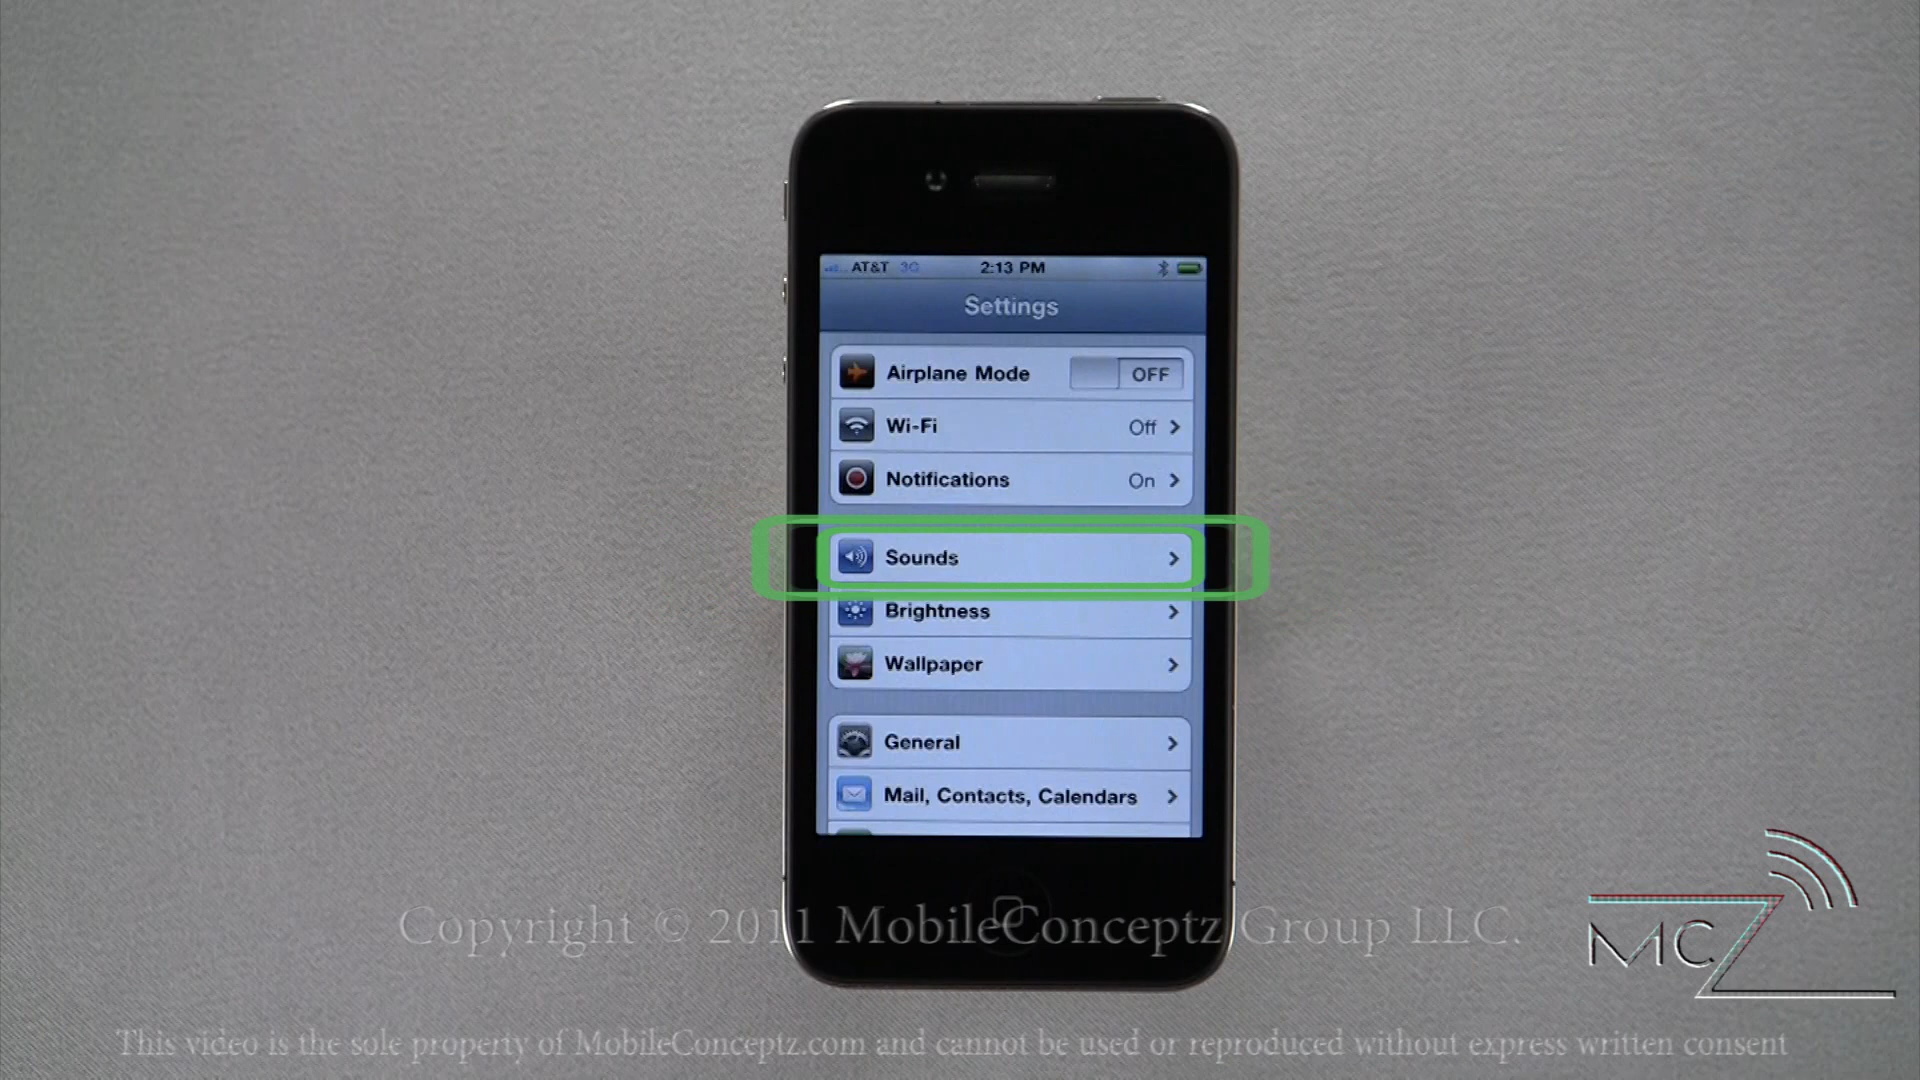 AT&T 3G 2:13 PM
Settings
Airplane Mode OFF
Wi-Fi Off
Notifications On
Sounds
Brightness
Wallpaper
General
Mail, Contacts, Calendars
Copyright © 2011 MobileConceptz Group LLC.
MCZ
This video is the sole property of MobileConceptz.com and cannot be used or reproduced without express written consent